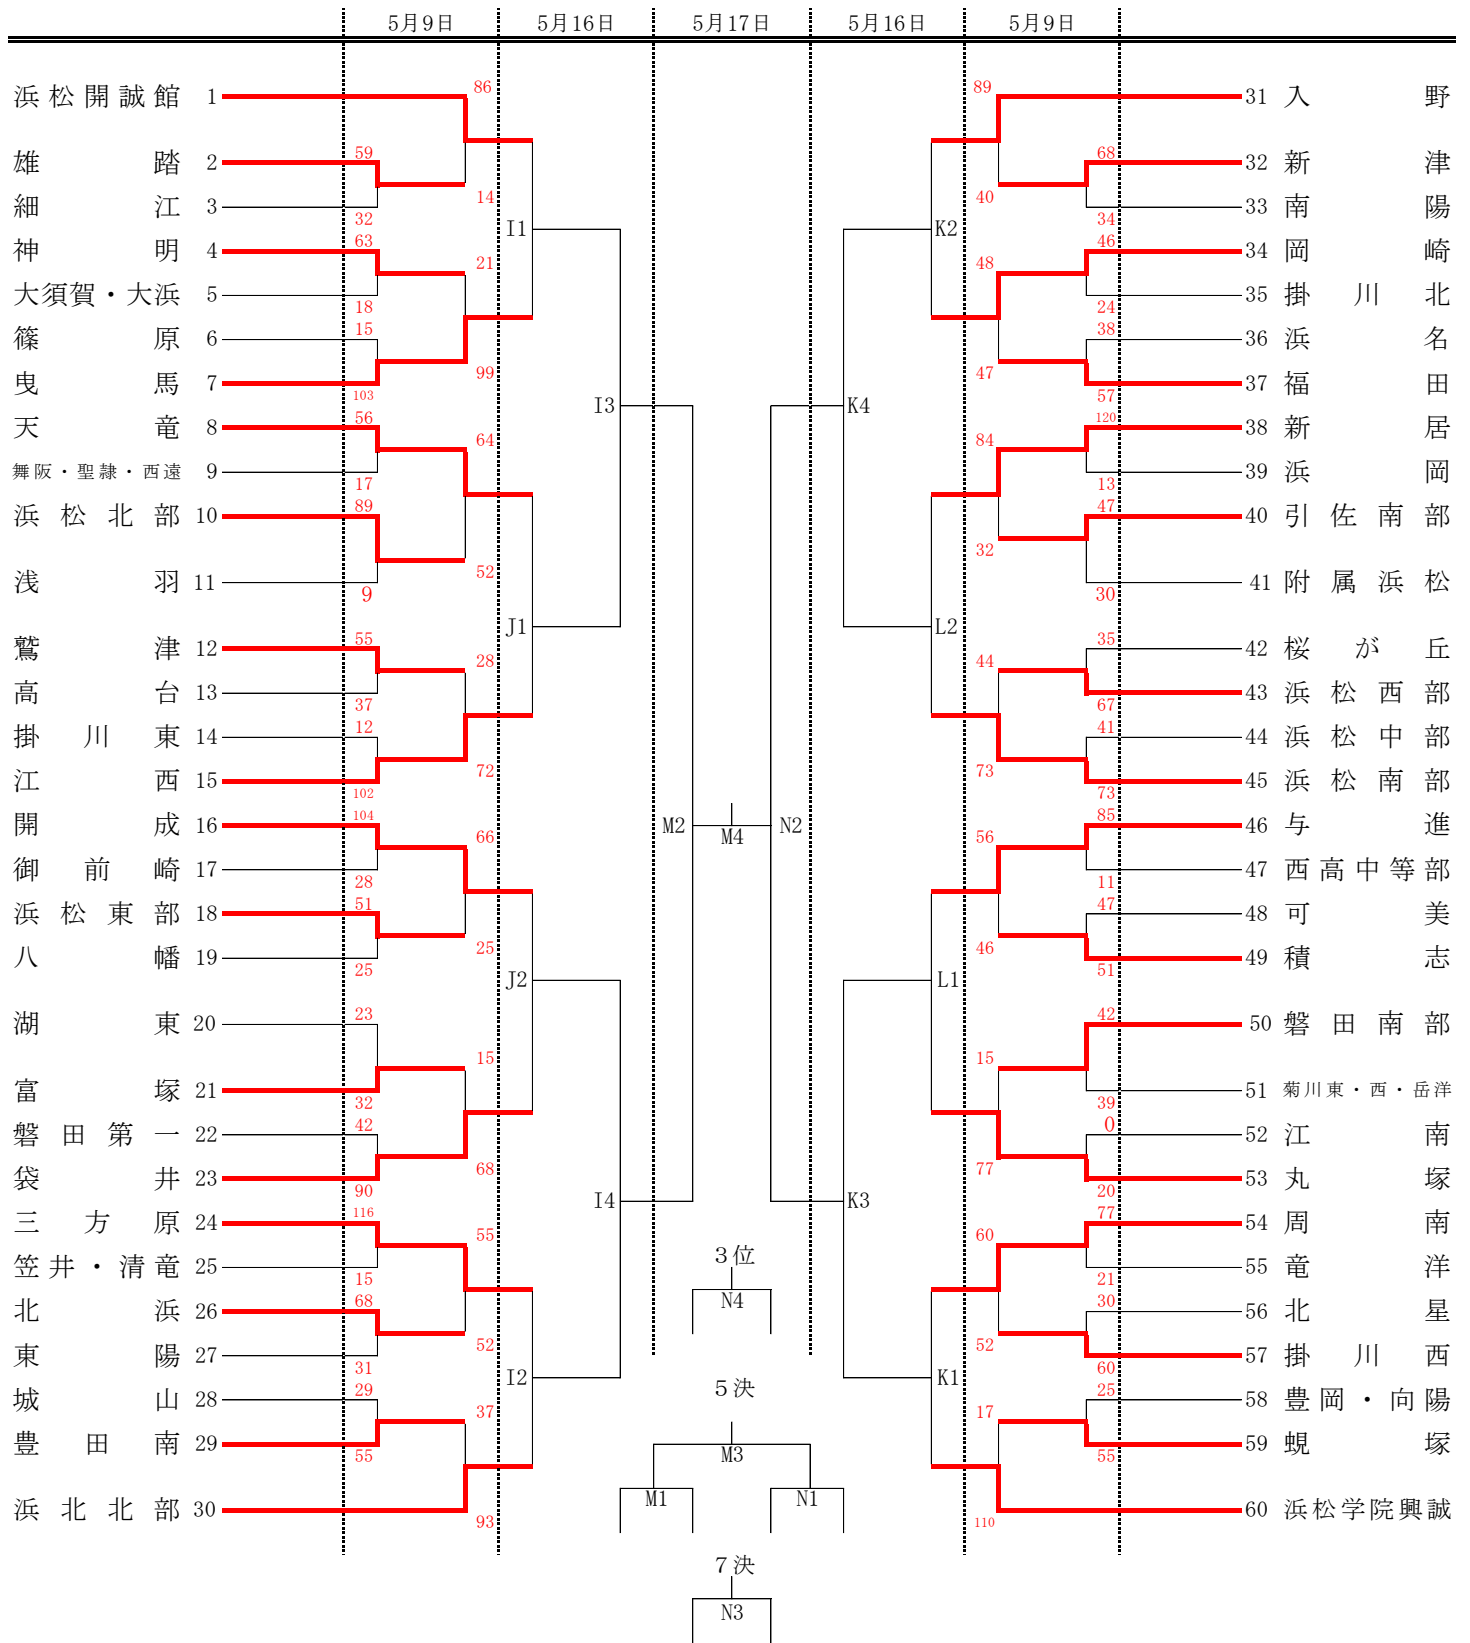 5月9日 5月16日 5月17日 5月16日 5月9日
86 89
浜松開誠館 1 31 入野
59 68
雄踏 2 32 新津
14 40
細江 3 33 南陽
32 34
I1 K2
63 46
神明 4 34 岡崎
21 48
大須賀・大浜 5 35 掛川北
18 24
15 38
篠原 6 36 浜名
99 47
曳馬 7 37 福田
103 57
I3 K4
56 120
天竜 8 38 新居
64 84
舞阪・聖隷・西遠 9 39 浜岡
17 13
89 47
浜松北部 10 40 引佐南部
52 32
浅羽 11 41 附属浜松
9 30
J1 L2
55 35
鷲津 12 42 桜が丘
28 44
高台 13 43 浜松西部
37 67
12 41
掛川東 14 44 浜松中部
72 73
江西 15 45 浜松南部
102 73
104 85
開成 16 M2 M4 N2 46 与進
66 56
御前崎 17 47 西高中等部
28 11
51 47
浜松東部 18 48 可美
25 46
八幡 19 49 積志
25 51
J2 L1
23 42
湖東 20 50 磐田南部
15 15
富塚 21 51 菊川東・西・岳洋
32 39
42 0
磐田第一 22 52 江南
68 77
袋井 23 53 丸塚
90 20
I4 K3
116 77
三方原 24 54 周南
55 60
3位
笠井・清竜 25 55 竜洋
15 21
N4
68 30
北浜 26 56 北星
52 52
東陽 27 57 掛川西
31 60
I2 K1
5決
29 25
城山 28 58 豊岡・向陽
37 17
豊田南 29 59 蜆塚
55 55
M3
M1 N1
浜北北部 30 60 浜松学院興誠
93 110
7決
N3